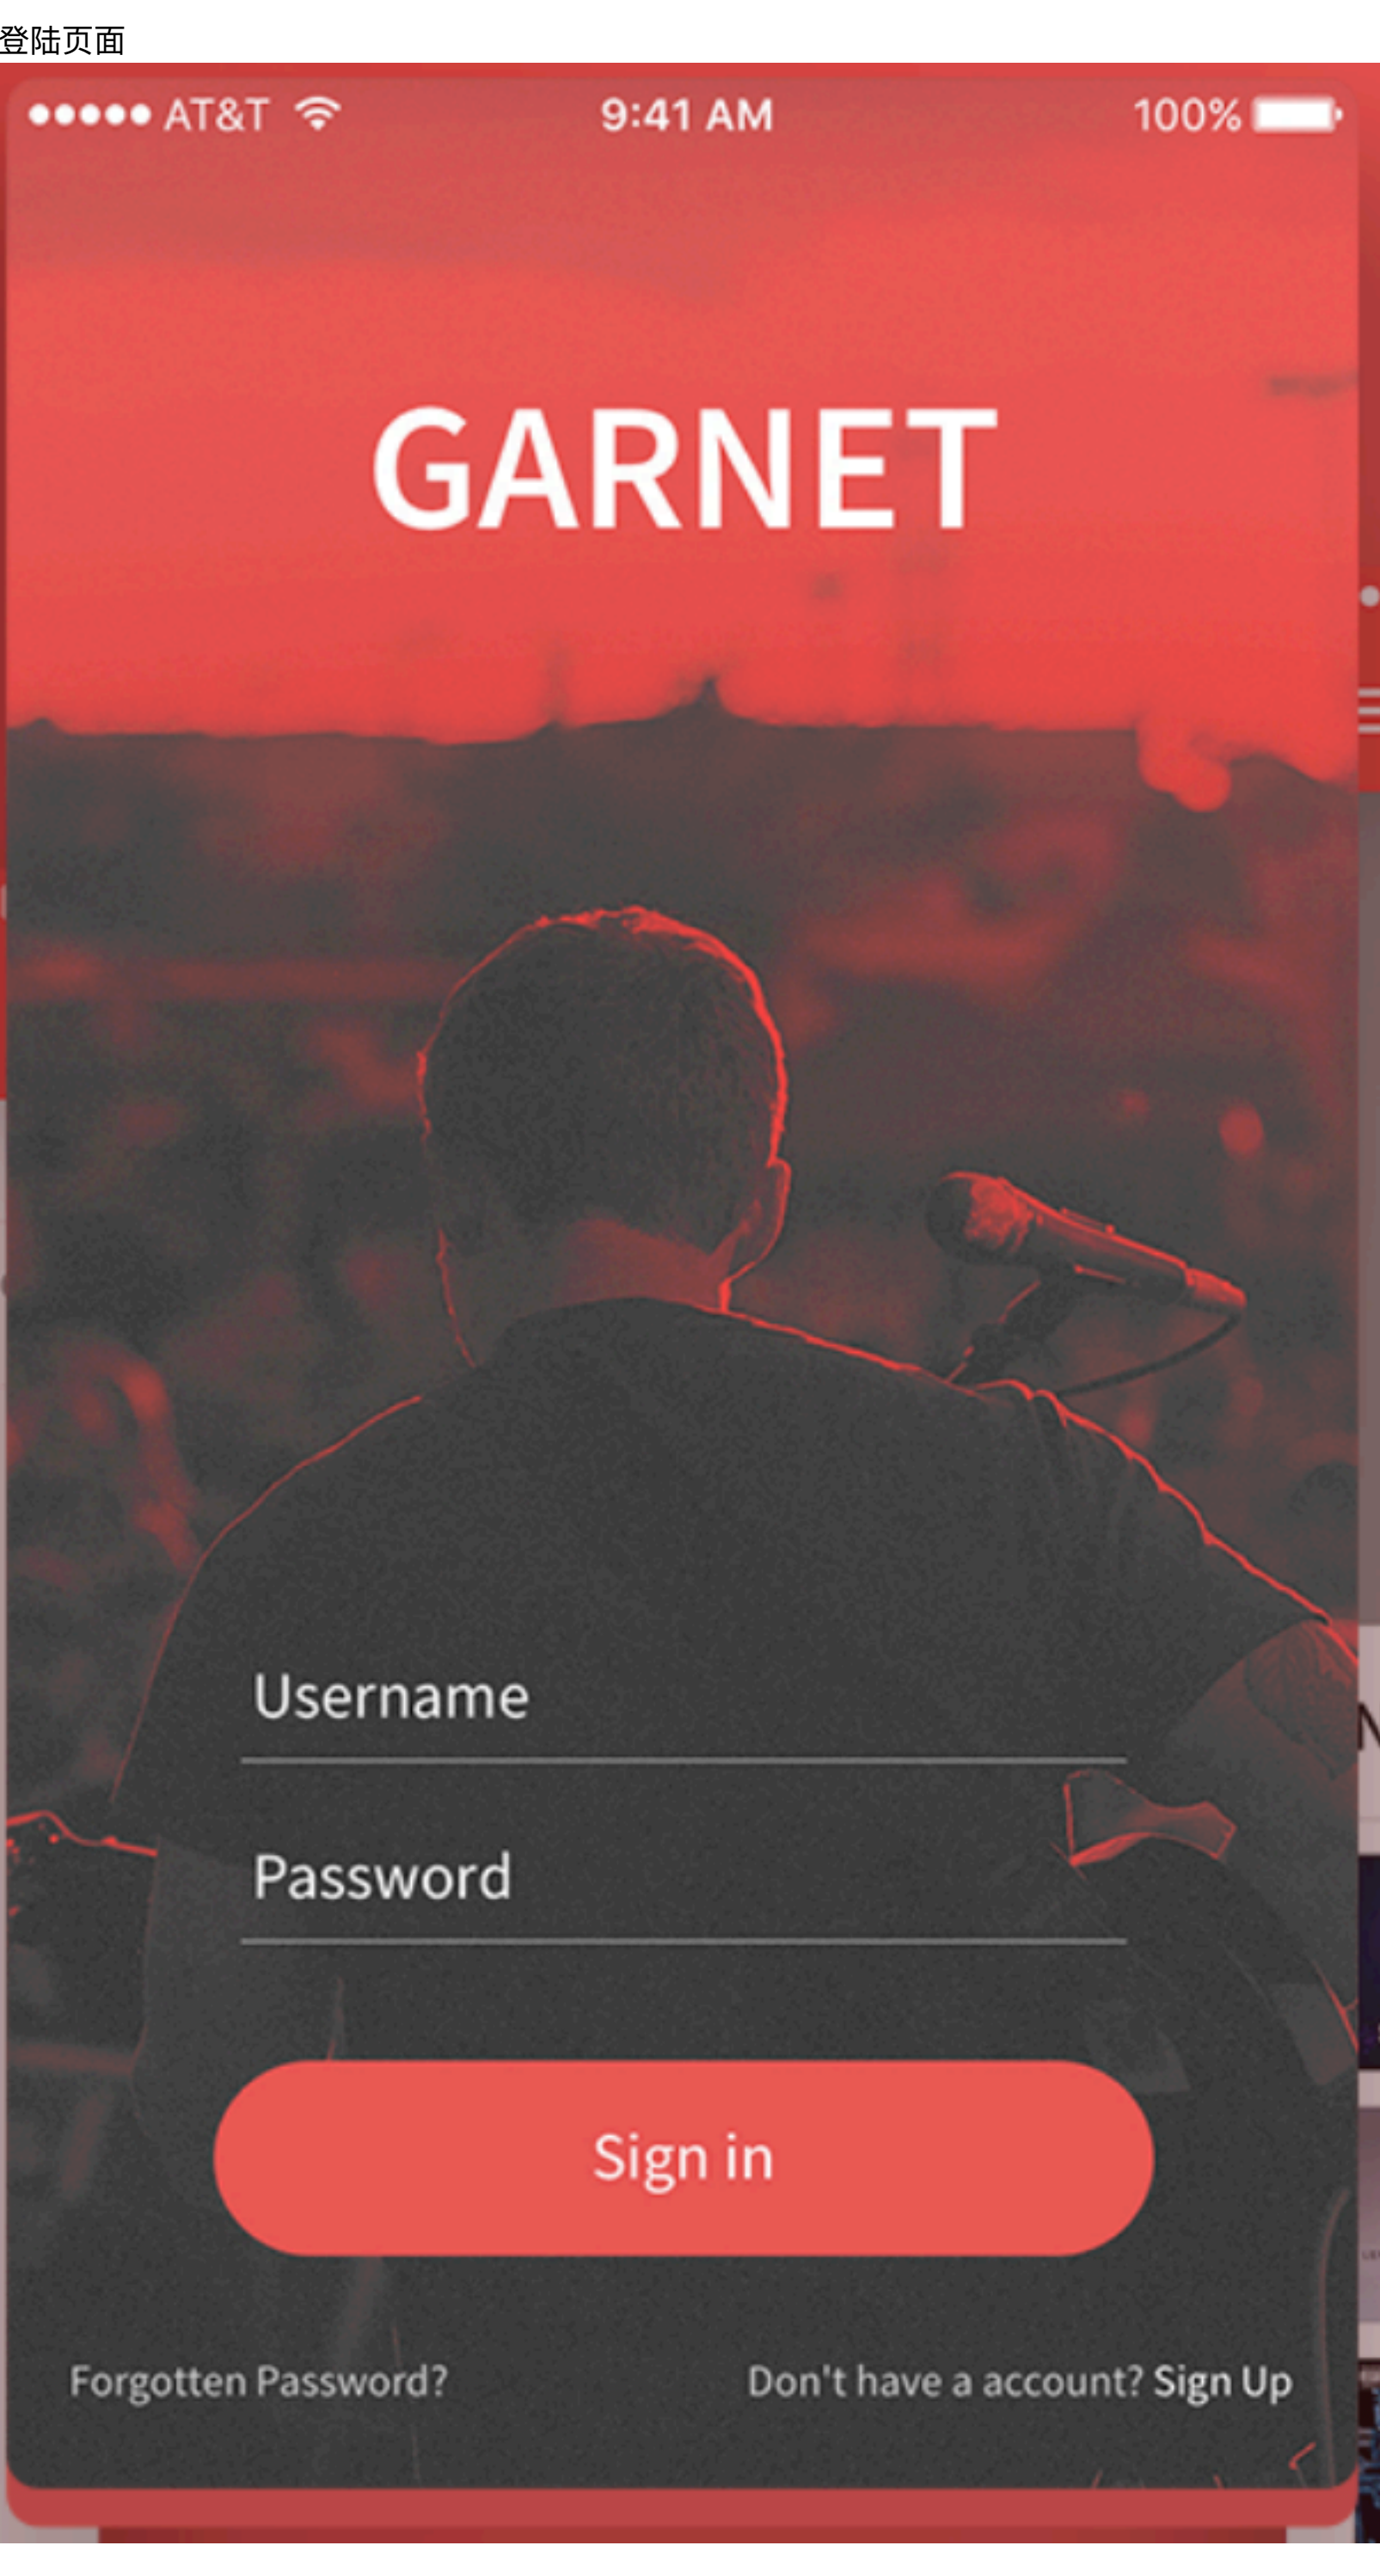 登陆页面
AT&T 9:41 AM 100%
GARNET
Username
Password
Sign in
Forgotten Password? Don't have a account? Sign Up